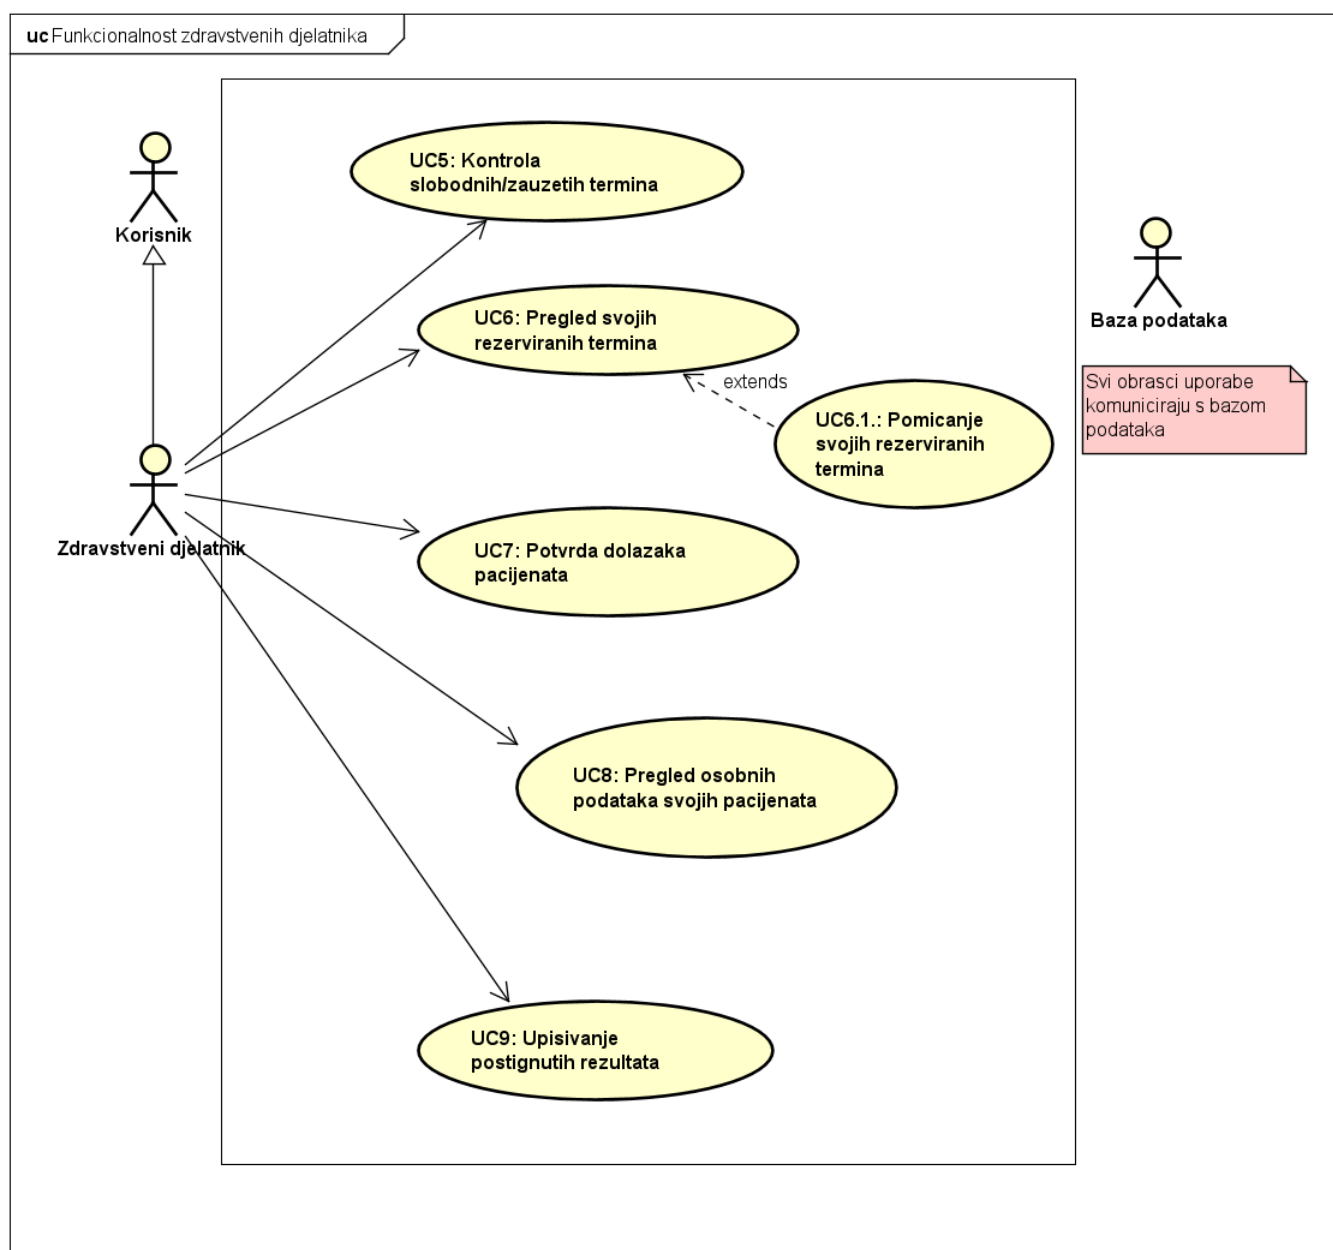 uc Funkcionalnost zdravstvenih djelatnika
UC5: Kontrola
slobodnih/zauzetih termina
Korisnik
UC6: Pregled svojih
rezerviranih termina
Baza podataka
extends
Svi obrasci uporabe
komuniciraju s bazom
podataka
UC6.1.: Pomicanje
svojih rezerviranih
termina
Zdravstveni djelatnik
UC7: Potvrda dolazaka
pacijenata
UC8: Pregled osobnih
podataka svojih pacijenata
UC9: Upisivanje
postignutih rezultata